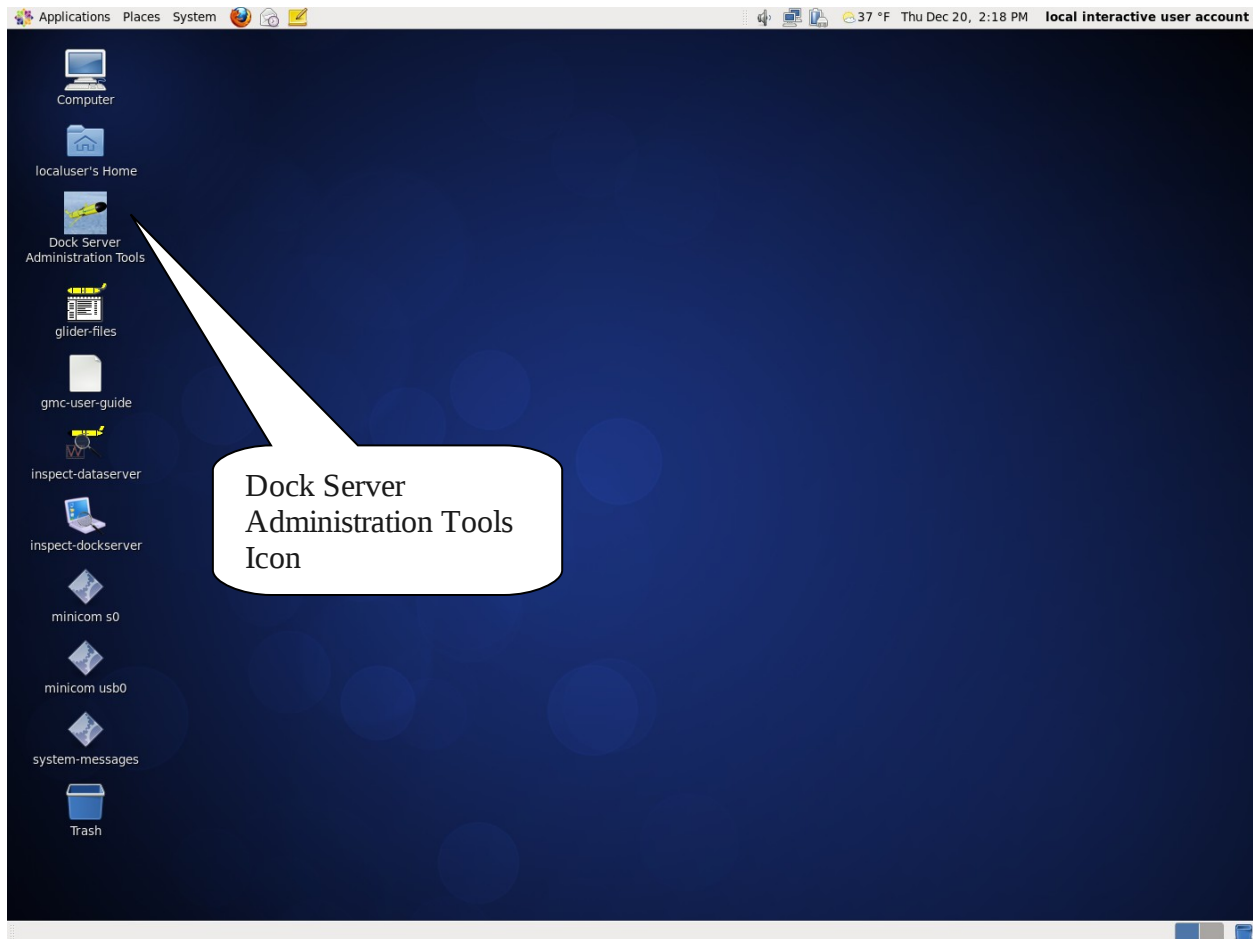 Applications Places System 37 °F Thu Dec 20, 2:18 PM local interactive user account
Computer
localuser's Home
Dock Server
Administration Tools
glider-files
gmc-user-guide
inspect-dataserver
inspect-dockserver
minicom s0
minicom usb0
system-messages
Trash
Dock Server
Administration Tools
Icon